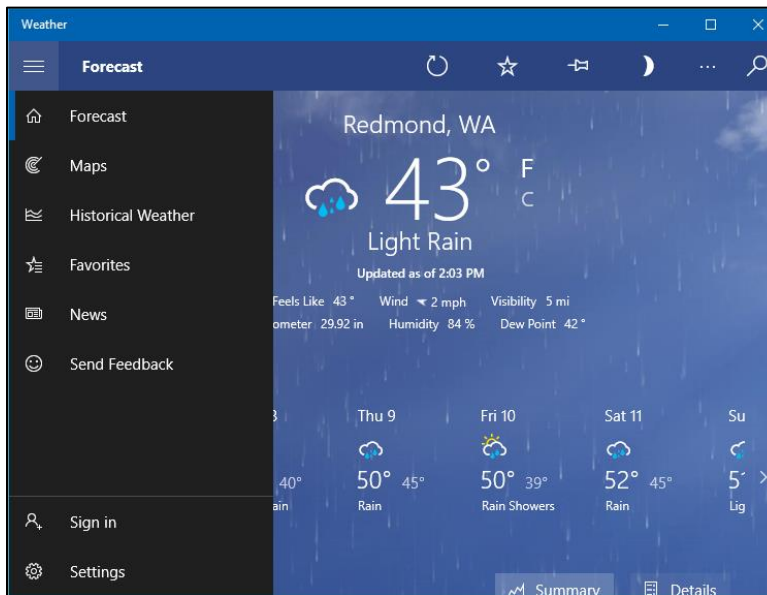 Weather
Forecast
Forecast
Maps
Historical Weather
Favorites
News
Send Feedback
Sign in
Settings
Redmond, WA
43° F
C
Light Rain
Updated as of 2:03 PM
Feels Like 43° Wind 2 mph Visibility 5 mi
ometer 29.92 in Humidity 84 % Dew Point 42°
Thu 9 Fri 10 Sat 11 Su
40° 50° 45° 50° 39° 52° 45°
ain Rain Rain Showers Rain Lig
Summary Details